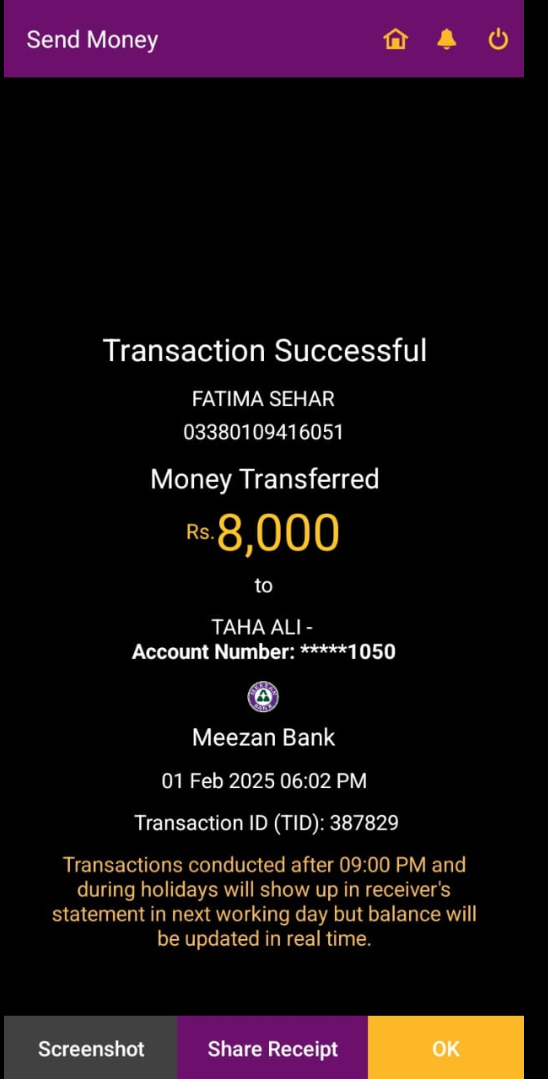 Send Money
Transaction Successful
FATIMA SEHAR
03380109416051
Money Transferred
Rs.8,000
to
TAHA ALI -
Account Number: *****1050
MEEZAN BANK
Meezan Bank
01 Feb 2025 06:02 PM
Transaction ID (TID): 387829
Transactions conducted after 09:00 PM and
during holidays will show up in receiver's
statement in next working day but balance will
be updated in real time.
Screenshot
Share Receipt
OK